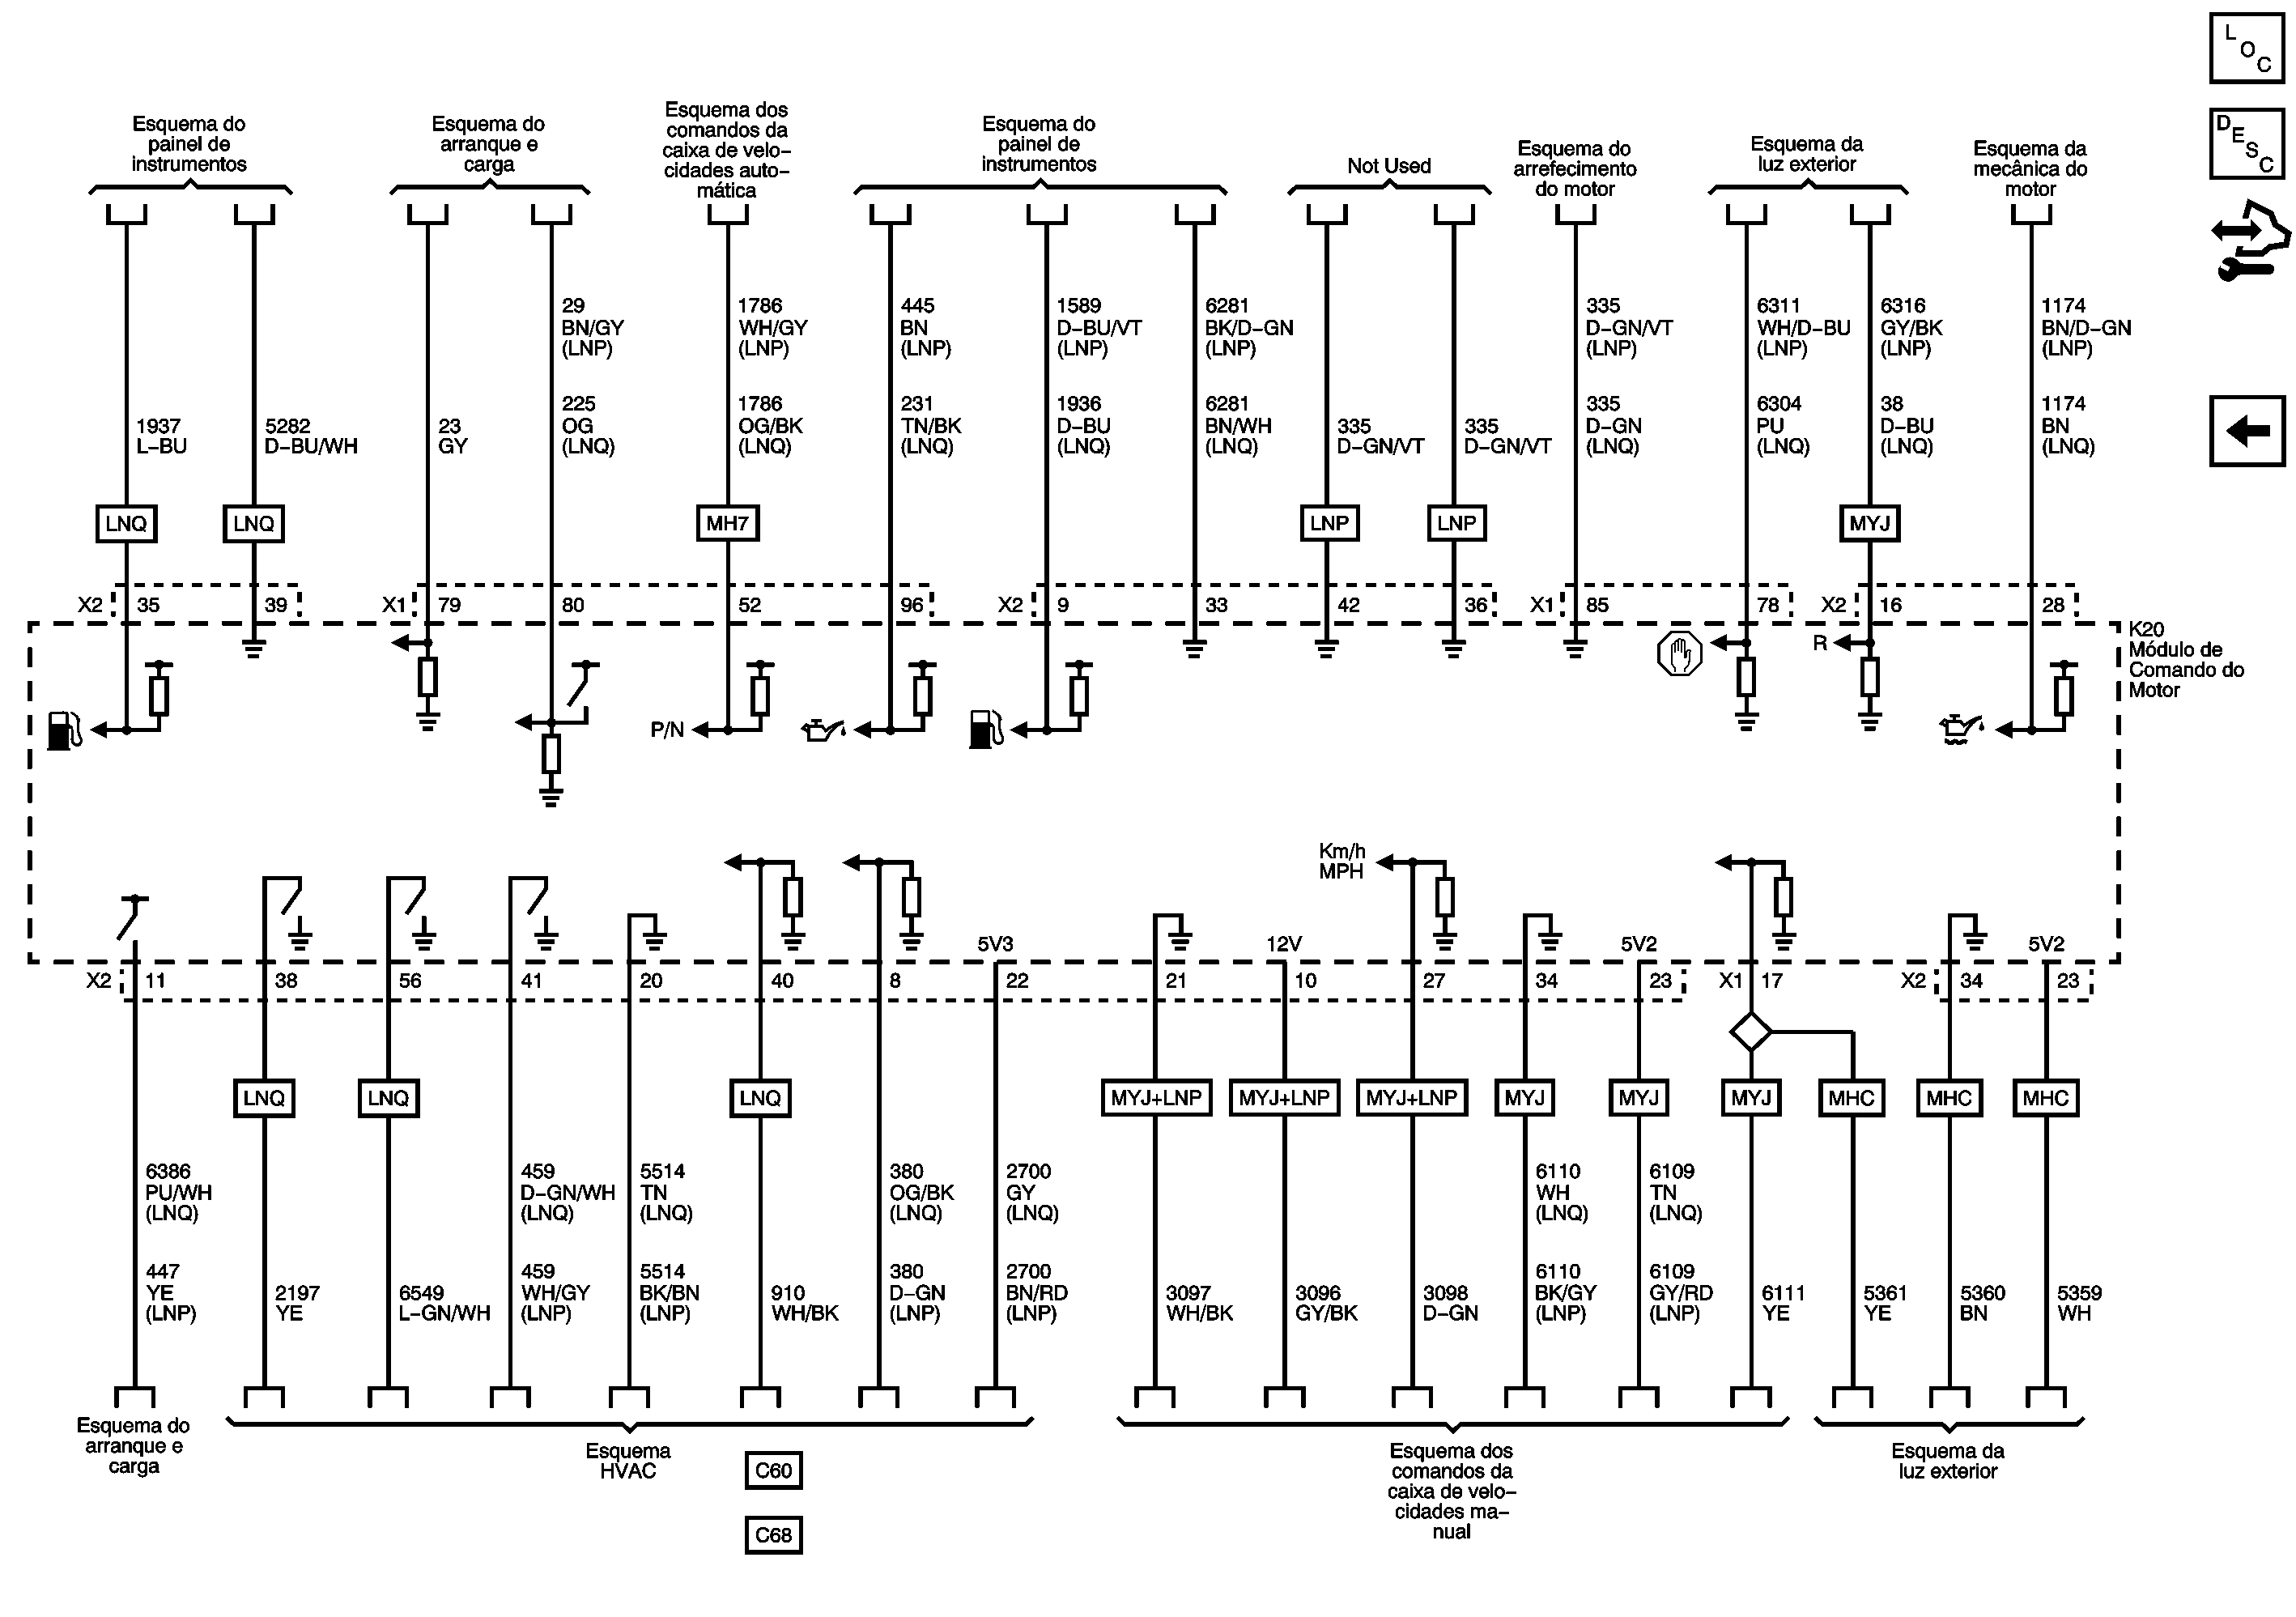 L
O
C
D
E
S
C
Esquema do
painel de
instrumentos
Esquema do
arranque e
carga
Esquema dos
comandos da
caixa de velo-
cidades auto-
mática
Esquema do
painel de
instrumentos
Not Used
Esquema do
arrefecimento
do motor
Esquema da
luz exterior
Esquema da
mecânica do
motor
1937
L-BU
5282
D-BU/WH
23
GY
29
BN/GY
(LNP)
225
OG
(LNQ)
1786
WH/GY
(LNP)
1786
OG/BK
(LNQ)
445
BN
(LNP)
231
TN/BK
(LNQ)
1589
D-BU/VT
(LNP)
1936
D-BU
(LNQ)
6281
BK/D-GN
(LNP)
6281
BN/WH
(LNQ)
335
D-GN/VT
335
D-GN/VT
335
D-GN/VT
(LNP)
335
D-GN
(LNQ)
6311
WH/D-BU
(LNP)
6304
PU
(LNQ)
6316
GY/BK
(LNP)
38
D-BU
(LNQ)
1174
BN/D-GN
(LNP)
1174
BN
(LNQ)
LNQ
LNQ
MH7
LNP
LNP
MYJ
X2 35 39 X1 79 80 52 96 X2 9 33 42 36 X1 85 78 X2 16 28
K20
Módulo de
Comando do
Motor
R
P/N
Km/h
MPH
5V3
12V
5V2
5V2
X2 11 38 56 41 20 40 8 22 21 10 27 34 23 X1 17 X2 34 23
LNQ
LNQ
LNQ
MYJ+LNP
MYJ+LNP
MYJ+LNP
MYJ
MYJ
MYJ
MHC
MHC
MHC
6386
PU/WH
(LNQ)
447
YE
(LNP)
2197
YE
6549
L-GN/WH
459
D-GN/WH
(LNQ)
459
WH/GY
(LNP)
5514
TN
(LNQ)
5514
BK/BN
(LNP)
910
WH/BK
380
OG/BK
(LNQ)
380
D-GN
(LNP)
2700
GY
(LNQ)
2700
BN/RD
(LNP)
3097
WH/BK
3096
GY/BK
3098
D-GN
6110
WH
(LNQ)
6110
BK/GY
(LNP)
6109
TN
(LNQ)
6109
GY/RD
(LNP)
6111
YE
5361
YE
5360
BN
5359
WH
Esquema do
arranque e
carga
Esquema
HVAC
C60
C68
Esquema dos
comandos da
caixa de velo-
cidades ma-
nual
Esquema da
luz exterior